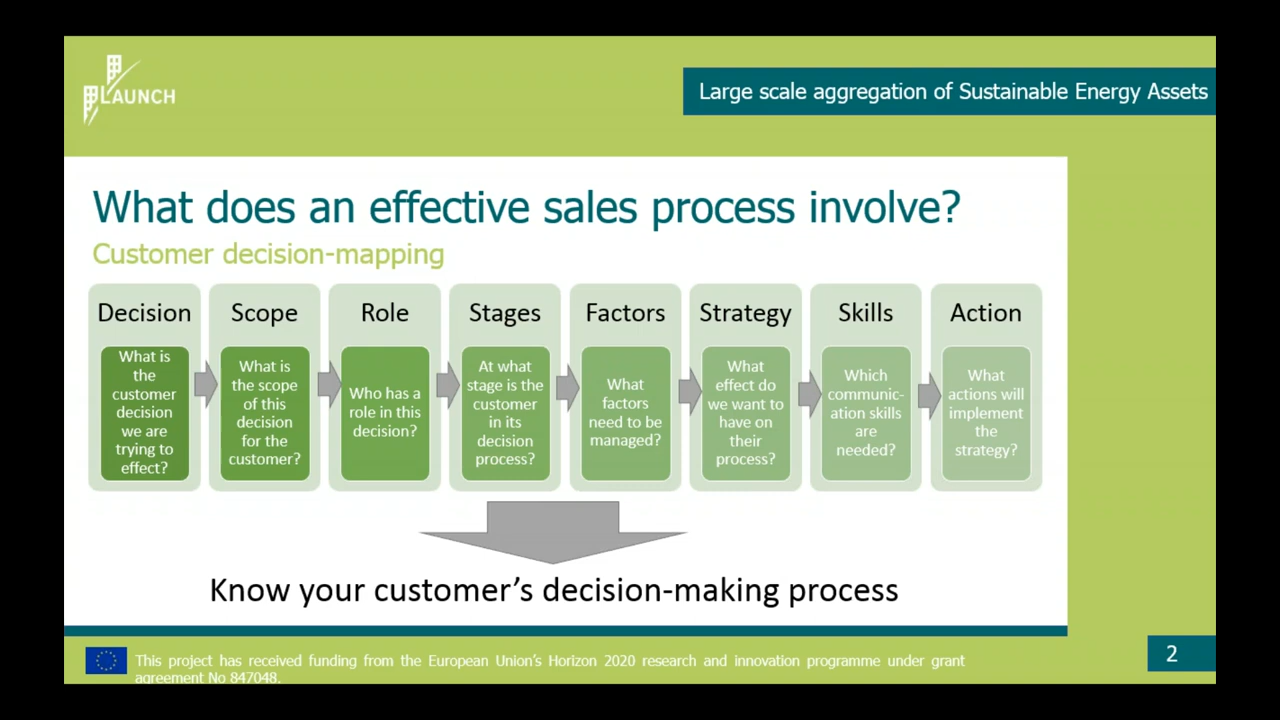 LAUNCH
Large scale aggregation of Sustainable Energy Assets
What does an effective sales process involve?
Customer decision-mapping
Decision
What is
the
customer
decision
we are
trying to
effect?
Scope
What is
the scope
of this
decision
for the
customer?
Role
Who has a
role in this
decision?
Stages
At what
stage is the
customer
in its
decision
process?
Factors
What
factors
need to be
managed?
Strategy
What
effect do
we want to
have on
their
process?
Skills
Which
communic-
ation skills
are
needed?
Action
What
actions will
implement
the
strategy?
Know your customer’s decision-making process
This project has received funding from the European Union’s Horizon 2020 research and innovation programme under grant
agreement No 847048.
2